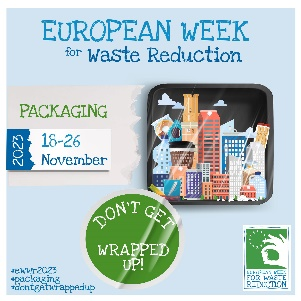 EUROPEAN WEEK
for Waste Reduction
PACKAGING
2023
18-26
November
DON'T GET
WRAPPED
UP!
#ewwr2023
#packaging
#dontgetwrappedup
EUROPEAN WEEK
FOR WASTE
REDUCTION